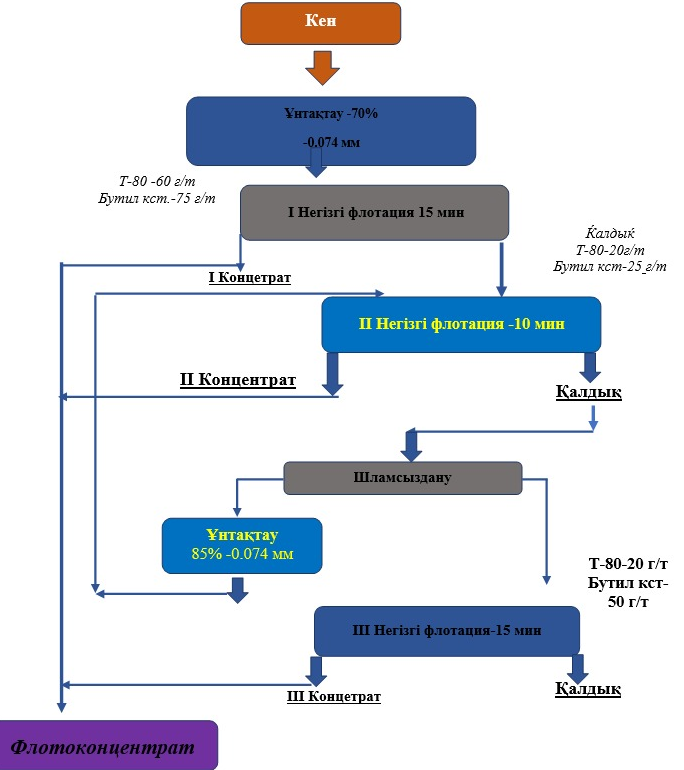 Кен
Ұнтақтау -70%
-0.074 мм
Т-80 -60 г/т
Бутил кст.-75 г/т
I Негізгі флотация 15 мин
Ќалдыќ
Т-80-20г/т
Бутил кст-25 г/т
I Концетрат
II Негізгі флотация -10 мин
II Концентрат
Қалдық
Шламсыздану
Ұнтақтау
85% -0.074 мм
Т-80-20 г/т
Бутил кст-
50 г/т
III Негізгі флотация-15 мин
III Концетрат
Қалдық
Флотоконцентрат